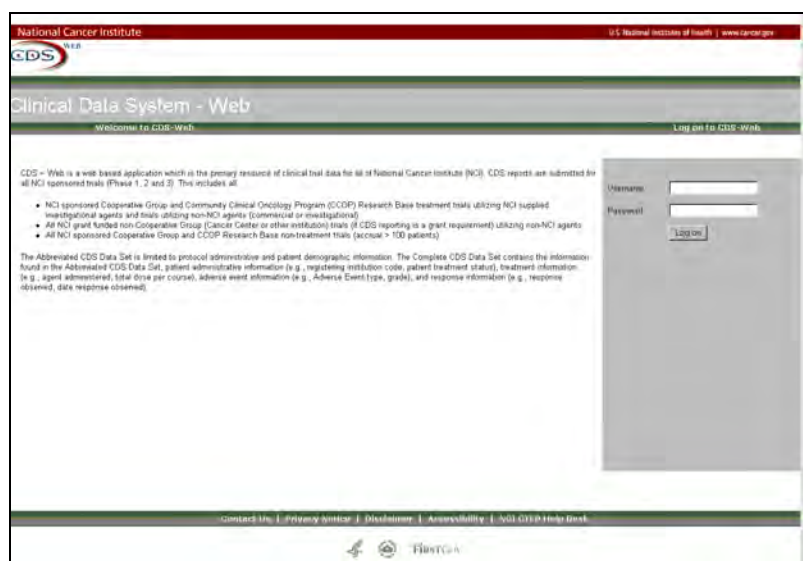 National Cancer Institute
U.S. National Institutes of Health | www.cancer.gov
CDS WEB
Clinical Data System - Web
Welcome to CDS-Web
Log on to CDS-Web
CDS – Web is a web based application which is the primary resource of clinical trial data for all of National Cancer Institute (NCI). CDS reports are submitted for
all NCI sponsored trials (Phase 1, 2 and 3). This includes all:
Username
Password
Log on
NCI sponsored Cooperative Group and Community Clinical Oncology Program (CCOP) Research Base treatment trials utilizing NCI supplied
investigational agents and trials utilizing non-NCI agents (commercial or investigational)
All NCI grant funded non-Cooperative Group (Cancer Center or other institution) trials (if CDS reporting is a grant requirement) utilizing non-NCI agents
All NCI sponsored Cooperative Group and CCOP Research Base non-treatment trials (accrual > 100 patients)
The Abbreviated CDS Data Set is limited to protocol administrative and patient demographic information. The Complete CDS Data Set contains the information
found in the Abbreviated CDS Data Set, patient administrative information (e.g., registering institution code, patient treatment status), treatment information
(e.g., agent administered, total dose per course), adverse event information (e.g., Adverse Event type, grade), and response information (e.g., response
observed, date response observed).
Contact Us | Privacy Notice | Disclaimer | Accessibility | NCI CTEP Help Desk
FIRSTGOV